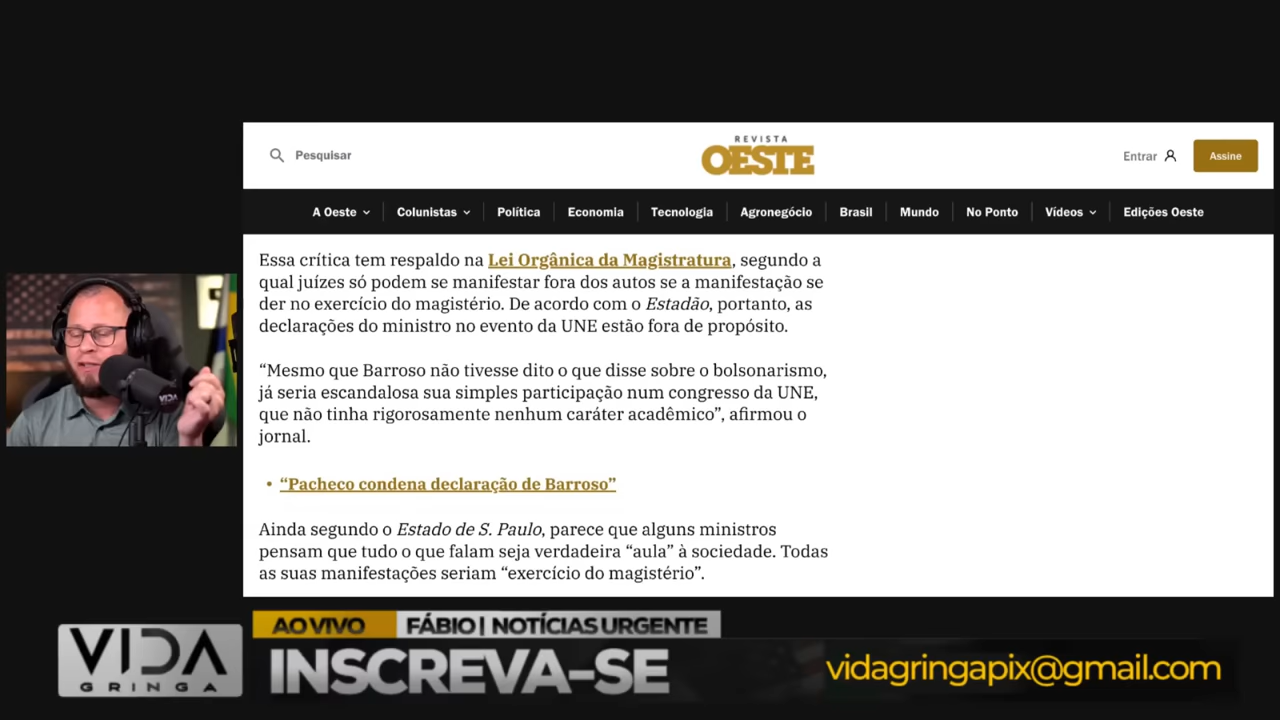 Pesquisar
REVISTA
OESTE
Entrar
Assine
A Oeste
Colunistas
Política
Economia
Tecnologia
Agronegócio
Brasil
Mundo
No Ponto
Vídeos
Edições Oeste
Essa crítica tem respaldo na Lei Orgânica da Magistratura, segundo a
qual juízes só podem se manifestar fora dos autos se a manifestação se
der no exercício do magistério. De acordo com o Estadão, portanto, as
declarações do ministro no evento da UNE estão fora de propósito.
“Mesmo que Barroso não tivesse dito o que disse sobre o bolsonarismo,
já seria escandalosa sua simples participação num congresso da UNE,
que não tinha rigorosamente nenhum caráter acadêmico”, afirmou o
jornal.
• “Pacheco condena declaração de Barroso”
Ainda segundo o Estado de S. Paulo, parece que alguns ministros
pensam que tudo o que falam seja verdadeira “aula” à sociedade. Todas
as suas manifestações seriam “exercício do magistério”.
VIDA
GRINGA
AO VIVO
FÁBIO | NOTÍCIAS URGENTE
INSCREVA-SE
vidagringapix@gmail.com